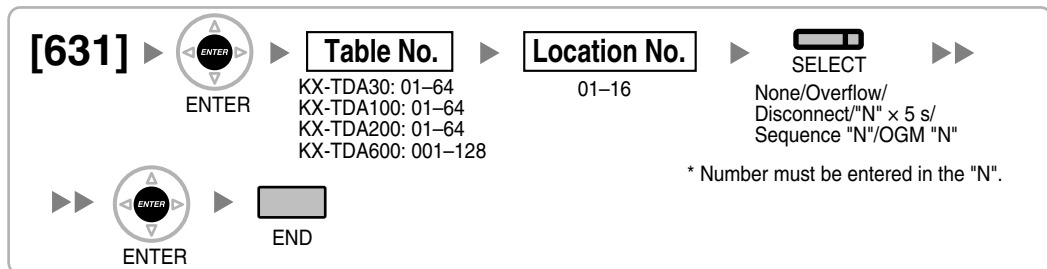 [631] ENTER Table No. Location No.
ENTER
KX-TDA30: 01–64
KX-TDA100: 01–64
KX-TDA200: 01–64
KX-TDA600: 001–128
01–16
SELECT
None/Overflow/
Disconnect/"N" × 5 s/
Sequence "N"/OGM "N"
* Number must be entered in the "N".
ENTER
ENTER
END